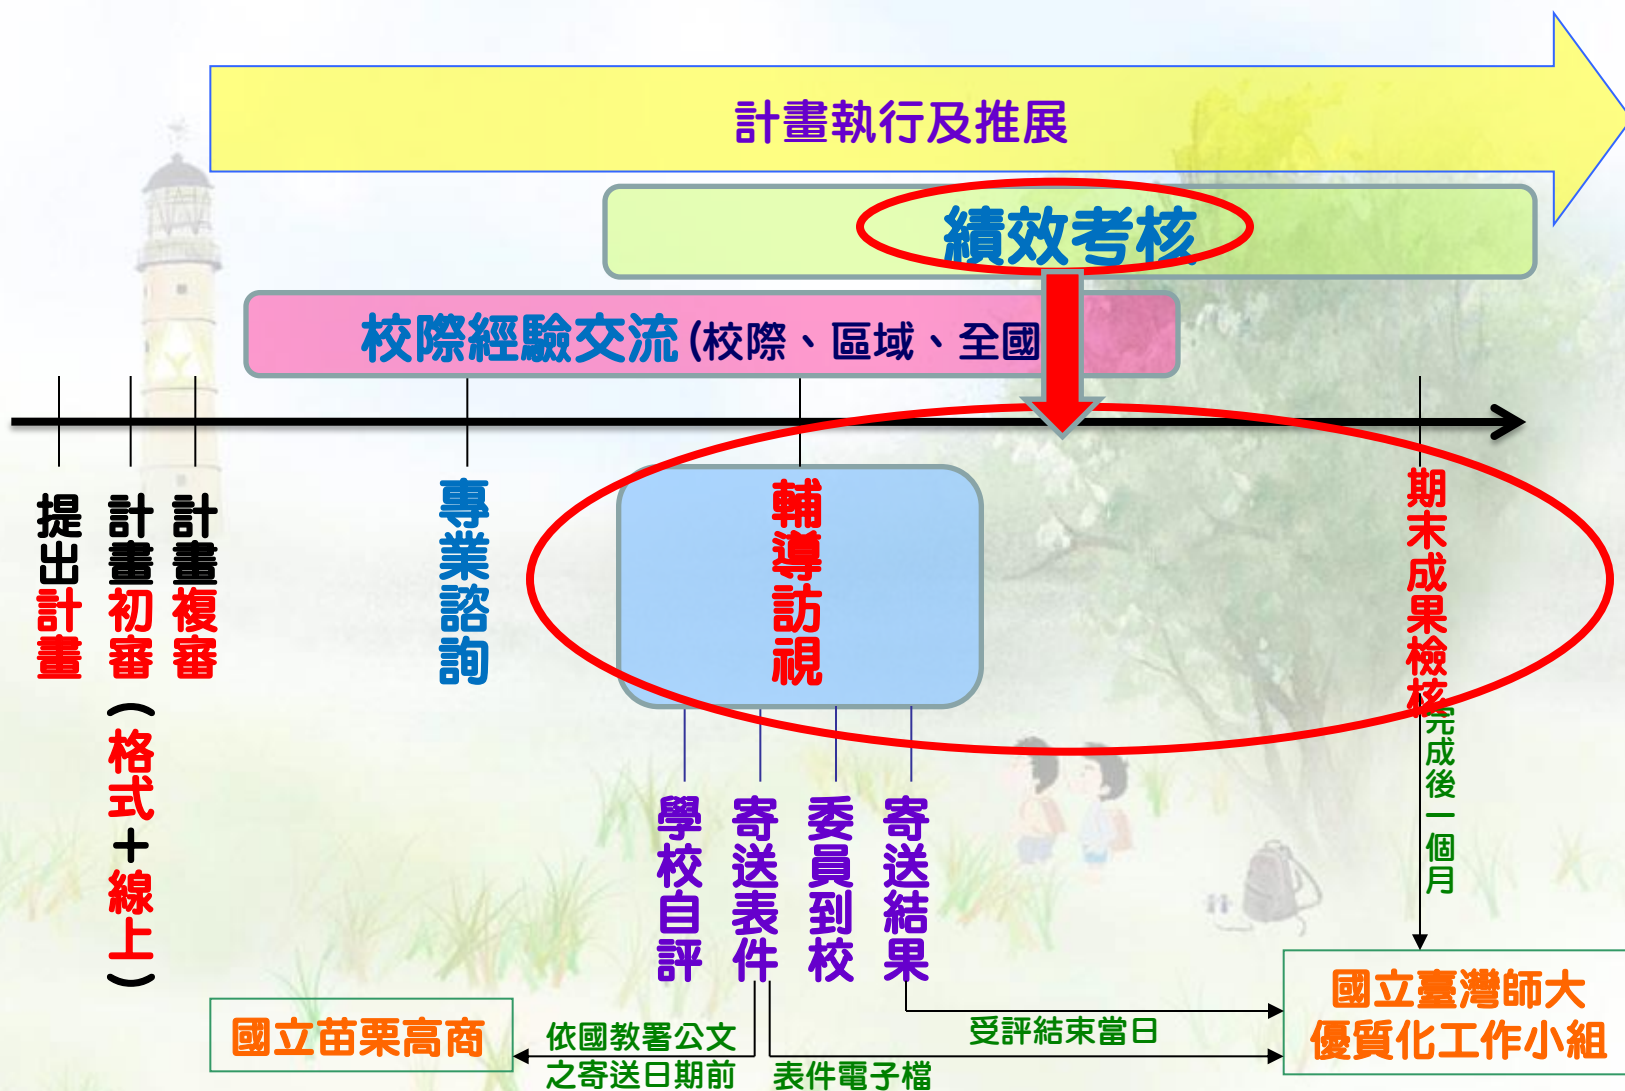 計畫執行及推展
績效考核
校際經驗交流(校際、區域、全國
提出計畫
計畫初審(格式+線上)
計畫複審
專業諮詢
輔導訪視
期末成果檢核
完成後一個月
學校自評
寄送表件
委員到校
寄送結果
國立苗栗高商
依國教署公文
之寄送日期前
表件電子檔
受評結束當日
國立臺灣師大
優質化工作小組